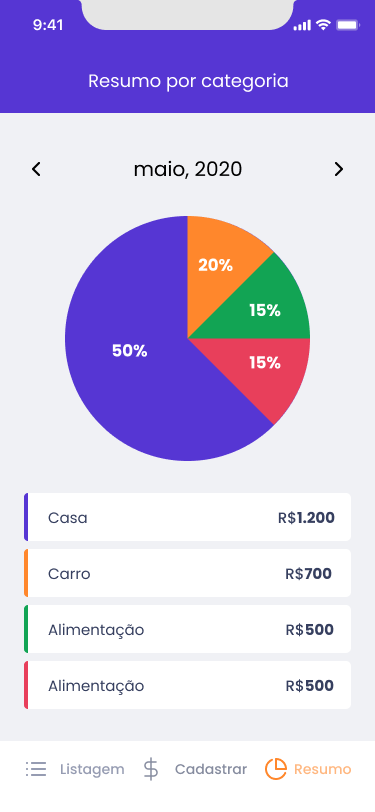 9:41
Resumo por categoria
maio, 2020
20%
15%
50%
15%
Casa R$1.200
Carro R$700
Alimentação R$500
Alimentação R$500
Listagem Cadastrar Resumo